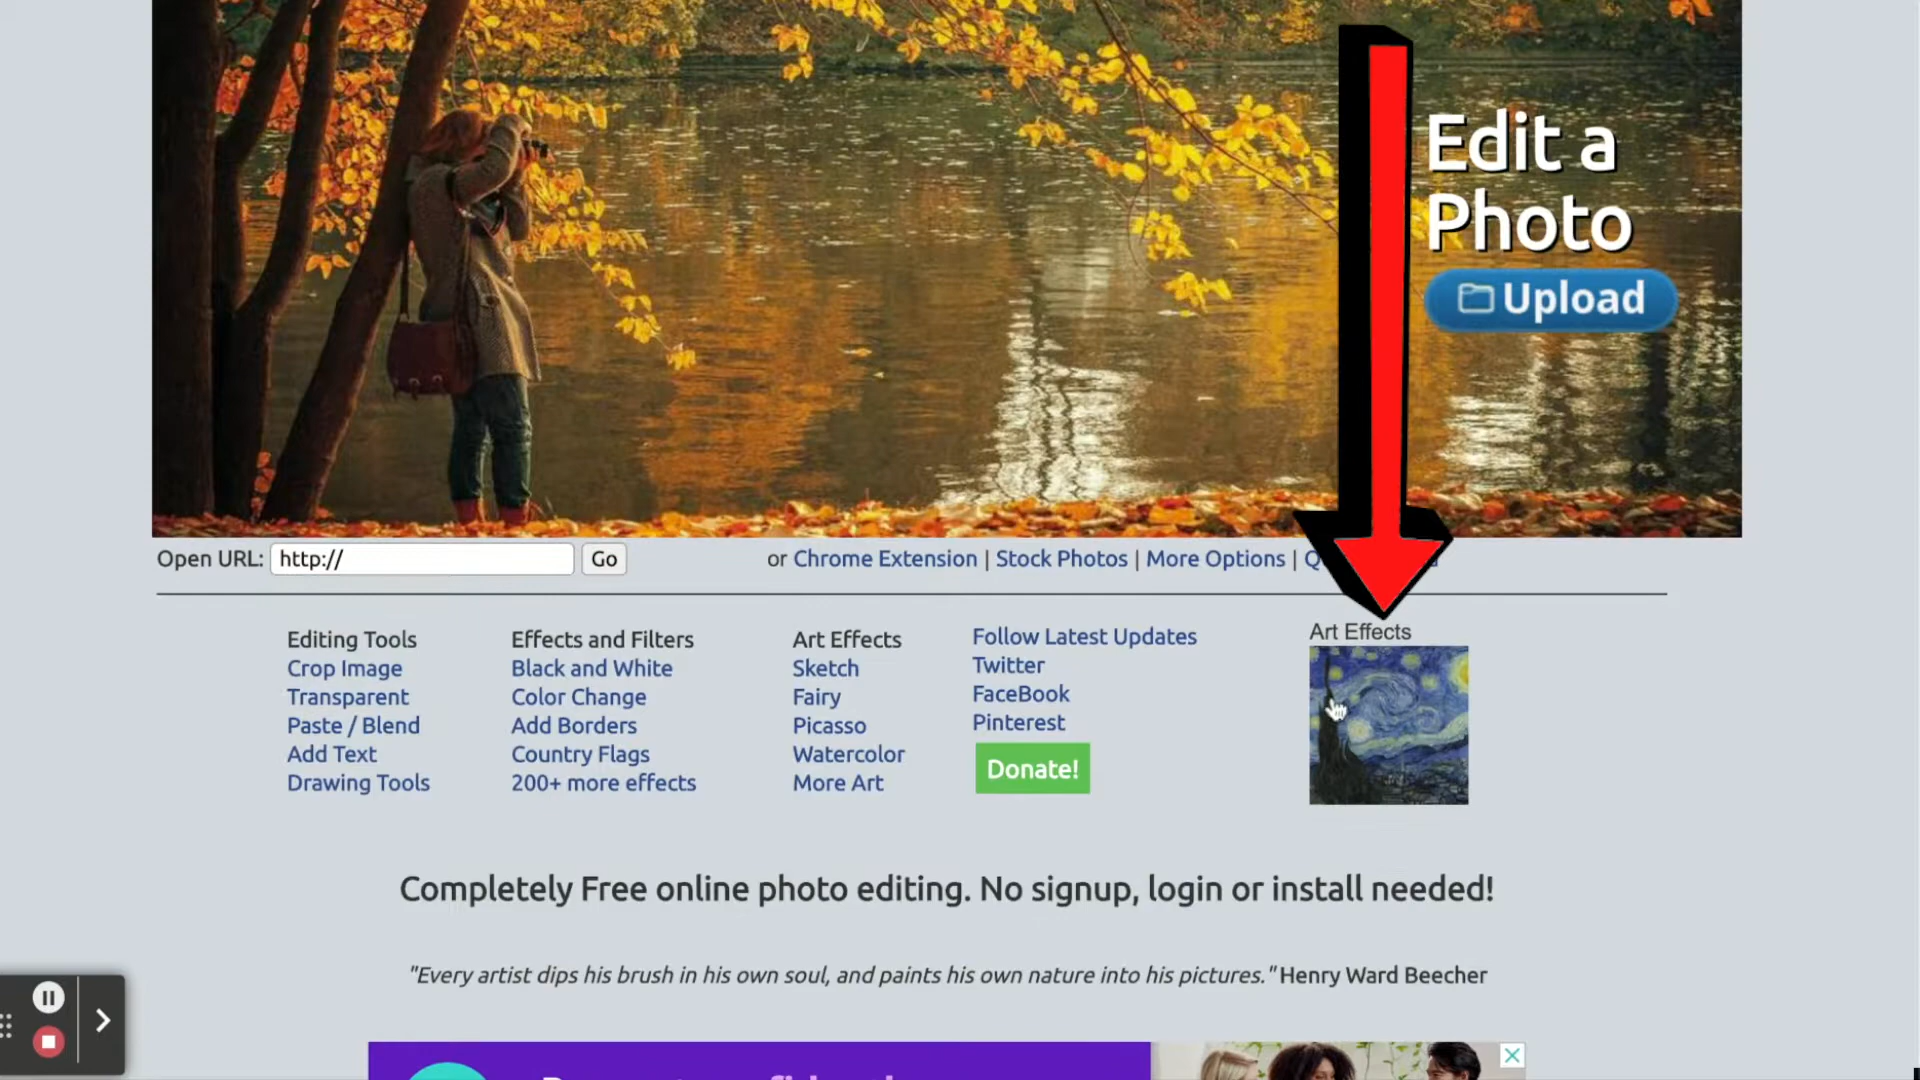 Edit a
Photo
Upload
Open URL: http:// Go
or Chrome Extension | Stock Photos | More Options |
Editing Tools
Crop Image
Transparent
Paste / Blend
Add Text
Drawing Tools
Effects and Filters
Black and White
Color Change
Add Borders
Country Flags
200+ more effects
Art Effects
Sketch
Fairy
Picasso
Watercolor
More Art
Follow Latest Updates
Twitter
FaceBook
Pinterest
Donate!
Art Effects
Completely Free online photo editing. No signup, login or install needed!
"Every artist dips his brush in his own soul, and paints his own nature into his pictures." Henry Ward Beecher